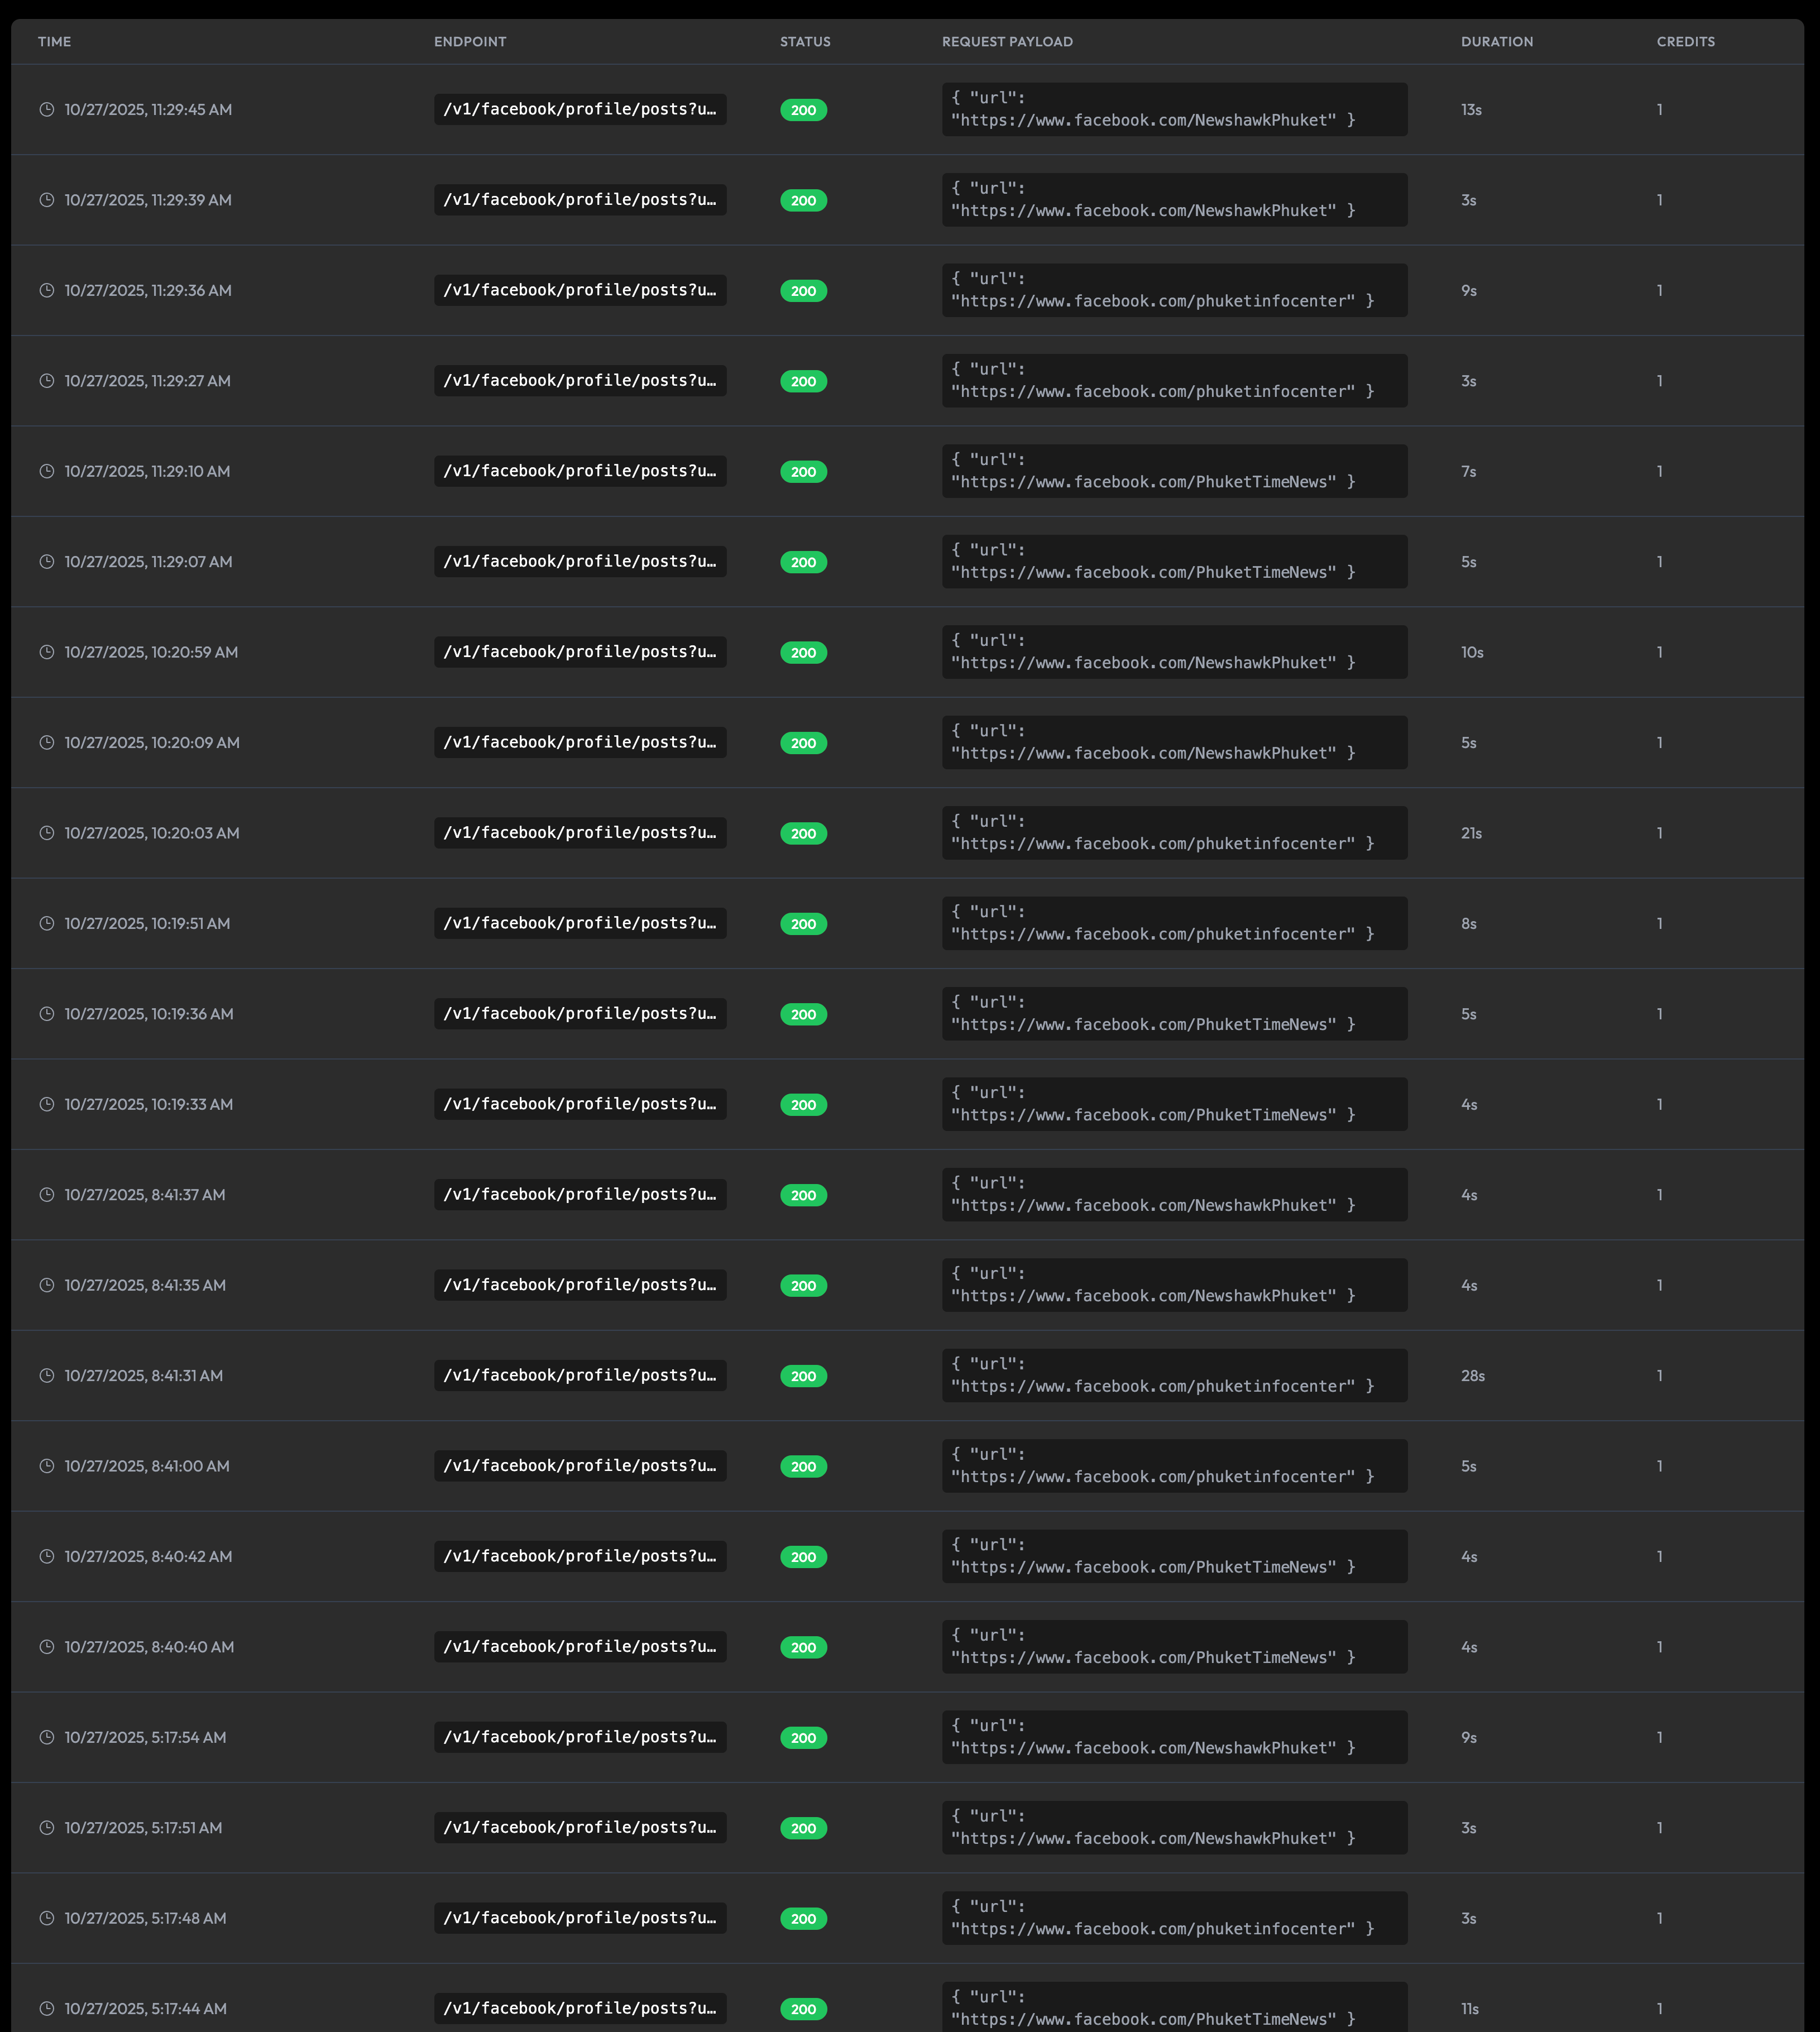 TIME ENDPOINT STATUS REQUEST PAYLOAD DURATION CREDITS
10/27/2025, 11:29:45 AM /v1/facebook/profile/posts?u… 200 { "url": 13s 1
"https://www.facebook.com/NewshawkPhuket" }
10/27/2025, 11:29:39 AM /v1/facebook/profile/posts?u… 200 { "url": 3s 1
"https://www.facebook.com/NewshawkPhuket" }
10/27/2025, 11:29:36 AM /v1/facebook/profile/posts?u… 200 { "url": 9s 1
"https://www.facebook.com/phuketinfocenter" }
10/27/2025, 11:29:27 AM /v1/facebook/profile/posts?u… 200 { "url": 3s 1
"https://www.facebook.com/phuketinfocenter" }
10/27/2025, 11:29:10 AM /v1/facebook/profile/posts?u… 200 { "url": 7s 1
"https://www.facebook.com/PhuketTimeNews" }
10/27/2025, 11:29:07 AM /v1/facebook/profile/posts?u… 200 { "url": 5s 1
"https://www.facebook.com/PhuketTimeNews" }
10/27/2025, 10:20:59 AM /v1/facebook/profile/posts?u… 200 { "url": 10s 1
"https://www.facebook.com/NewshawkPhuket" }
10/27/2025, 10:20:09 AM /v1/facebook/profile/posts?u… 200 { "url": 5s 1
"https://www.facebook.com/NewshawkPhuket" }
10/27/2025, 10:20:03 AM /v1/facebook/profile/posts?u… 200 { "url": 21s 1
"https://www.facebook.com/phuketinfocenter" }
10/27/2025, 10:19:51 AM /v1/facebook/profile/posts?u… 200 { "url": 8s 1
"https://www.facebook.com/phuketinfocenter" }
10/27/2025, 10:19:36 AM /v1/facebook/profile/posts?u… 200 { "url": 5s 1
"https://www.facebook.com/PhuketTimeNews" }
10/27/2025, 10:19:33 AM /v1/facebook/profile/posts?u… 200 { "url": 4s 1
"https://www.facebook.com/PhuketTimeNews" }
10/27/2025, 8:41:37 AM /v1/facebook/profile/posts?u… 200 { "url": 4s 1
"https://www.facebook.com/NewshawkPhuket" }
10/27/2025, 8:41:35 AM /v1/facebook/profile/posts?u… 200 { "url": 4s 1
"https://www.facebook.com/NewshawkPhuket" }
10/27/2025, 8:41:31 AM /v1/facebook/profile/posts?u… 200 { "url": 28s 1
"https://www.facebook.com/phuketinfocenter" }
10/27/2025, 8:41:00 AM /v1/facebook/profile/posts?u… 200 { "url": 5s 1
"https://www.facebook.com/phuketinfocenter" }
10/27/2025, 8:40:42 AM /v1/facebook/profile/posts?u… 200 { "url": 4s 1
"https://www.facebook.com/PhuketTimeNews" }
10/27/2025, 8:40:40 AM /v1/facebook/profile/posts?u… 200 { "url": 4s 1
"https://www.facebook.com/PhuketTimeNews" }
10/27/2025, 5:17:54 AM /v1/facebook/profile/posts?u… 200 { "url": 9s 1
"https://www.facebook.com/NewshawkPhuket" }
10/27/2025, 5:17:51 AM /v1/facebook/profile/posts?u… 200 { "url": 3s 1
"https://www.facebook.com/NewshawkPhuket" }
10/27/2025, 5:17:48 AM /v1/facebook/profile/posts?u… 200 { "url": 3s 1
"https://www.facebook.com/phuketinfocenter" }
10/27/2025, 5:17:44 AM /v1/facebook/profile/posts?u… 200 { "url": 11s 1
"https://www.facebook.com/PhuketTimeNews" }